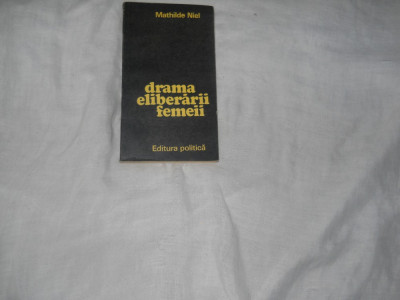 Mathilde Niel
drama
eliberării
femeii
Editura politică